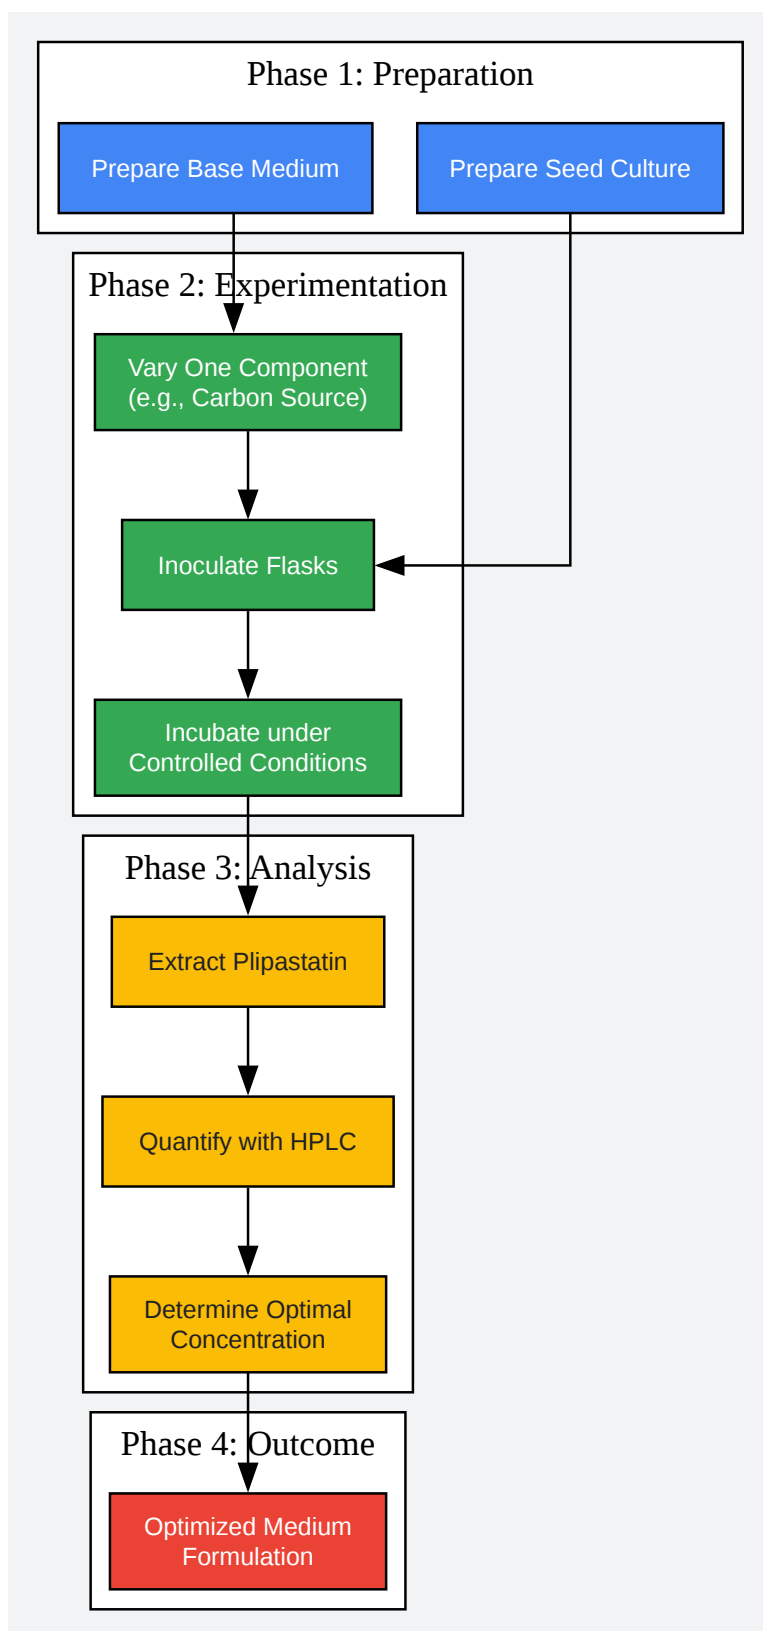 Phase 1: Preparation
Prepare Base Medium
Prepare Seed Culture
Phase 2: Experimentation
Vary One Component
(e.g., Carbon Source)
Inoculate Flasks
Incubate under
Controlled Conditions
Phase 3: Analysis
Extract Plipastatin
Quantify with HPLC
Determine Optimal
Concentration
Phase 4: Outcome
Optimized Medium
Formulation